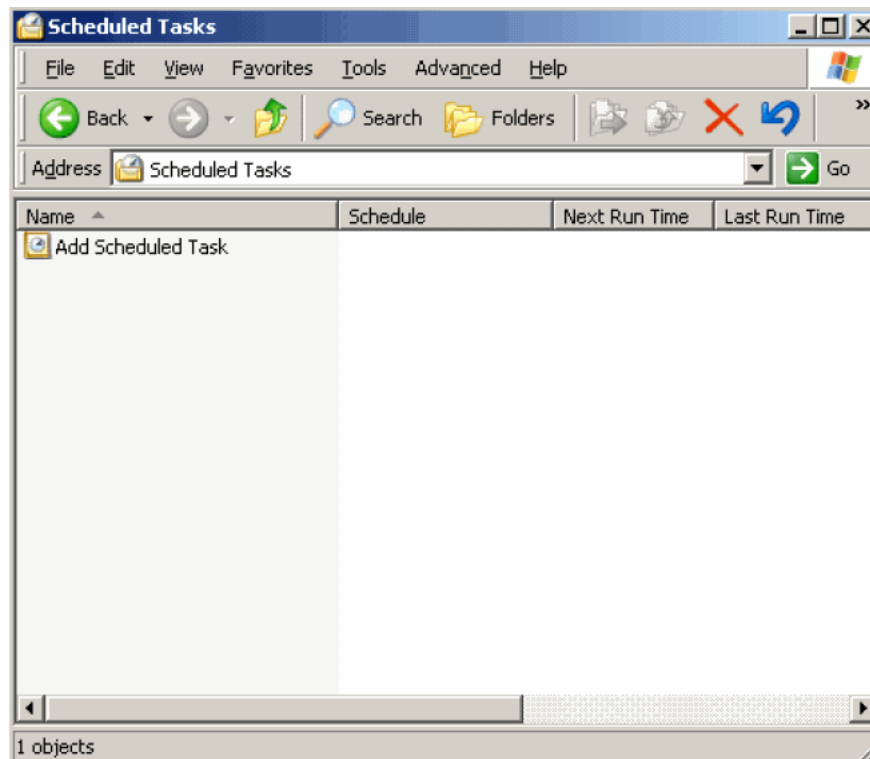 Scheduled Tasks
File Edit View Favorites Tools Advanced Help
Back Search Folders »
Address Scheduled Tasks Go
Name Schedule Next Run Time Last Run Time
Add Scheduled Task
1 objects